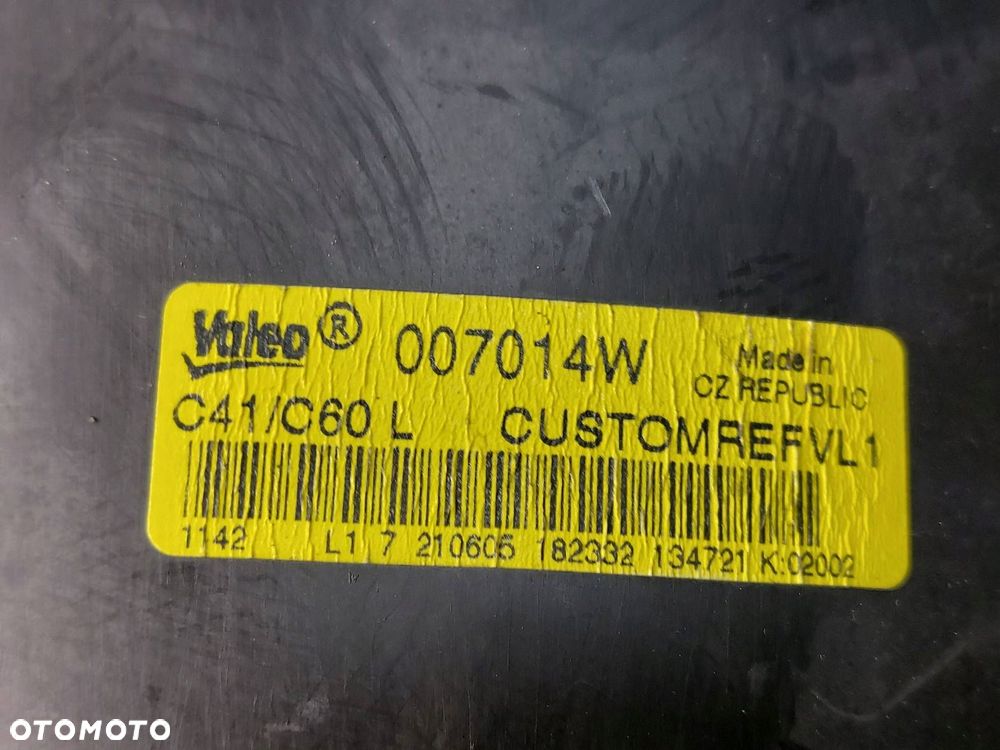 Valeo® 007014W Made in
CZ REPUBLIC
C41/C60 L CUSTOMREFVL1
1142 L1 7 210605 182332 134721 K:02002
OTOMOTO